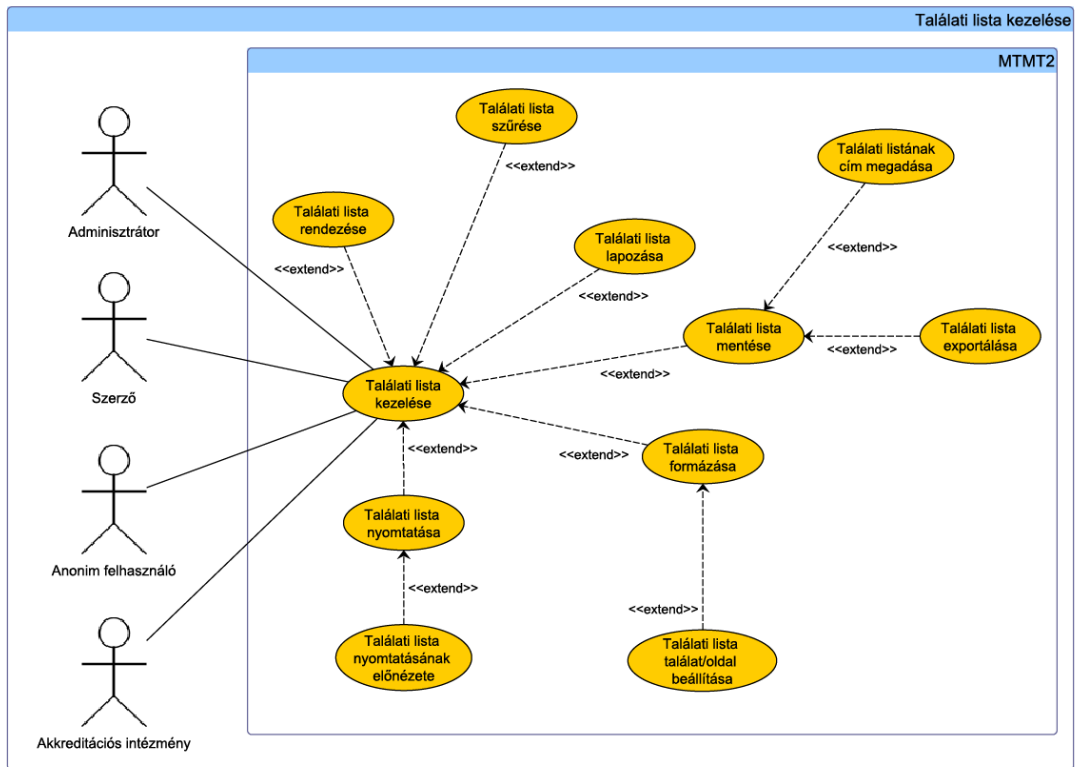 Találati lista kezelése
MTMT2
Találati lista
szűrése
<<extend>>
Találati listának
cím megadása
Adminisztrátor
Találati lista
rendezése
<<extend>>
Találati lista
lapozása
<<extend>>
<<extend>>
Szerző
Találati lista
mentése
<<extend>>
Találati lista
exportálása
<<extend>>
Találati lista
kezelése
<<extend>>
Találati lista
formázása
<<extend>>
Találati lista
nyomtatása
Anonim felhasználó
<<extend>>
<<extend>>
Találati lista
nyomtatásának
előnézete
Találati lista
találat/oldal
beállítása
Akkreditációs intézmény